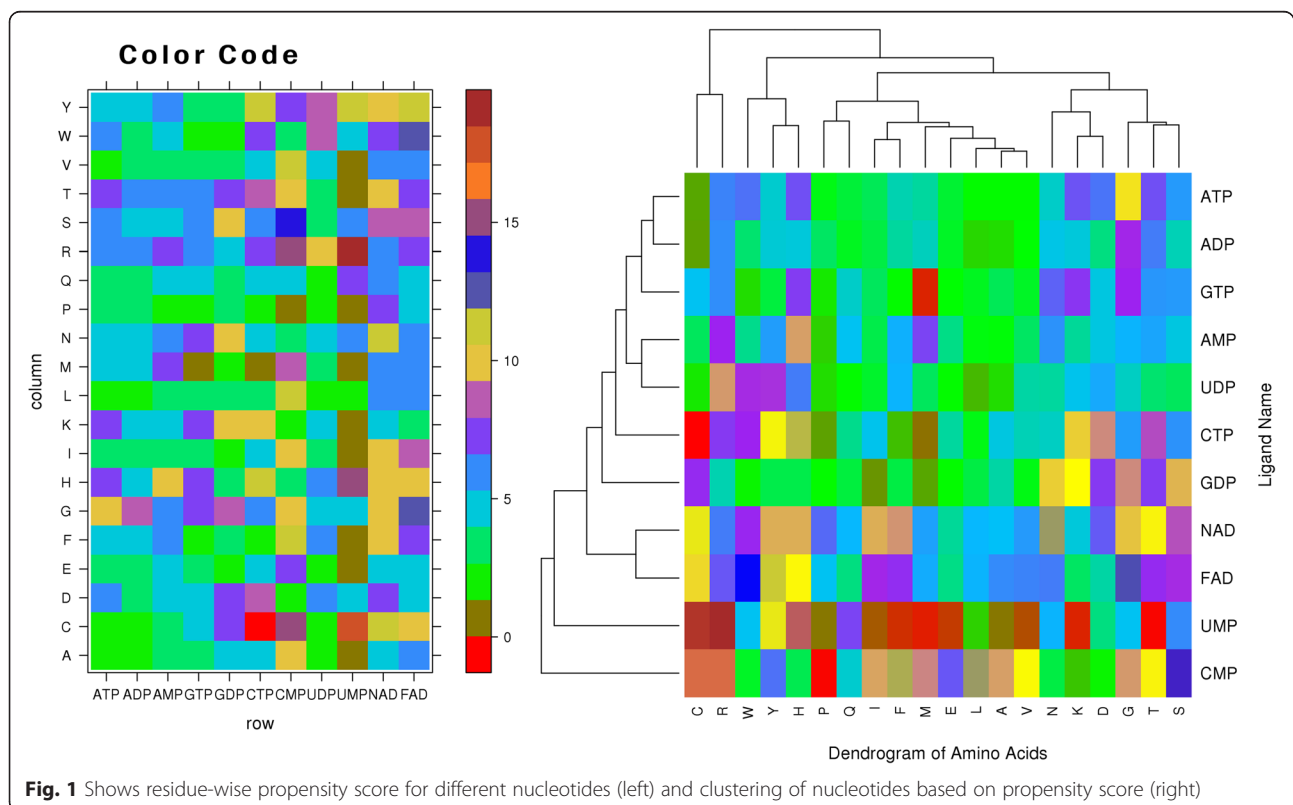 Color Code
Y
W
V
T
S
R
Q
P
N
M
L
K
I
H
G
F
E
D
C
A
column
ATP ADP AMP GTP GDP CTP CMP UDP UMP NAD FAD
row
15
10
5
0
ATP
ADP
GTP
AMP
UDP
CTP
GDP
NAD
FAD
UMP
CMP
Ligand Name
C R W Y H P Q I F M E L A V N K D G T S
Dendrogram of Amino Acids
Fig. 1 Shows residue-wise propensity score for different nucleotides (left) and clustering of nucleotides based on propensity score (right)